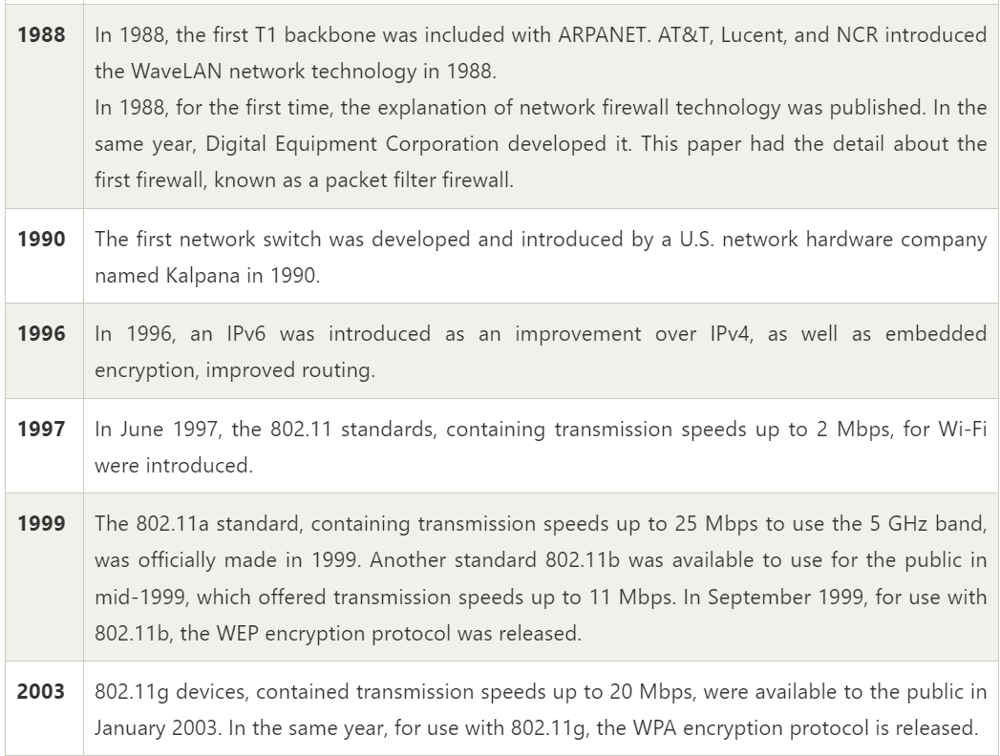 1988
In 1988, the first T1 backbone was included with ARPANET. AT&T, Lucent, and NCR introduced
the WaveLAN network technology in 1988.
In 1988, for the first time, the explanation of network firewall technology was published. In the
same year, Digital Equipment Corporation developed it. This paper had the detail about the
first firewall, known as a packet filter firewall.
1990
The first network switch was developed and introduced by a U.S. network hardware company
named Kalpana in 1990.
1996
In 1996, an IPv6 was introduced as an improvement over IPv4, as well as embedded
encryption, improved routing.
1997
In June 1997, the 802.11 standards, containing transmission speeds up to 2 Mbps, for Wi-Fi
were introduced.
1999
The 802.11a standard, containing transmission speeds up to 25 Mbps to use the 5 GHz band,
was officially made in 1999. Another standard 802.11b was available to use for the public in
mid-1999, which offered transmission speeds up to 11 Mbps. In September 1999, for use with
802.11b, the WEP encryption protocol was released.
2003
802.11g devices, contained transmission speeds up to 20 Mbps, were available to the public in
January 2003. In the same year, for use with 802.11g, the WPA encryption protocol is released.